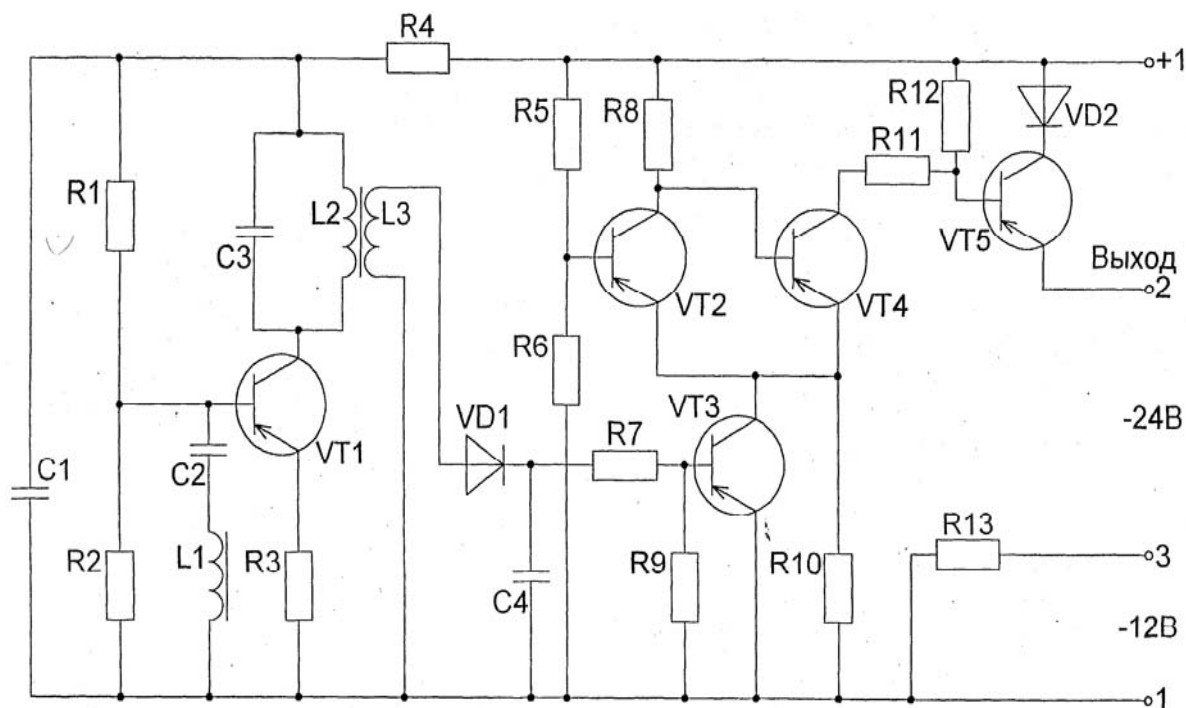 R4
+1
R5
R8
R12
VD2
R11
R1
L2
L3
C3
VT5
Выход
2
VT2
VT4
R6
VD1
VT3
R7
-24В
VT1
C1
C2
R13
R2
L1
R3
C4
R9
R10
3
-12В
1